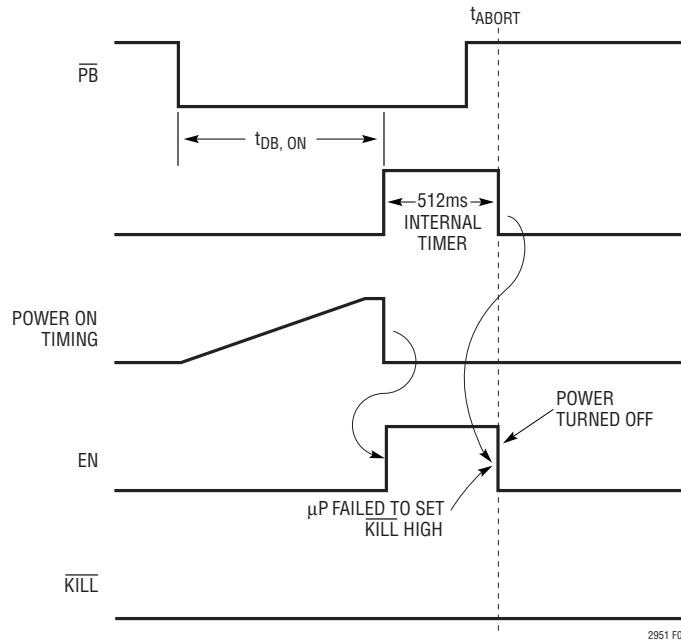 tABORT
PB
tDB, ON
512ms
INTERNAL
TIMER
POWER ON
TIMING
POWER
TURNED OFF
EN
µP FAILED TO SET
KILL HIGH
KILL
2951 F0